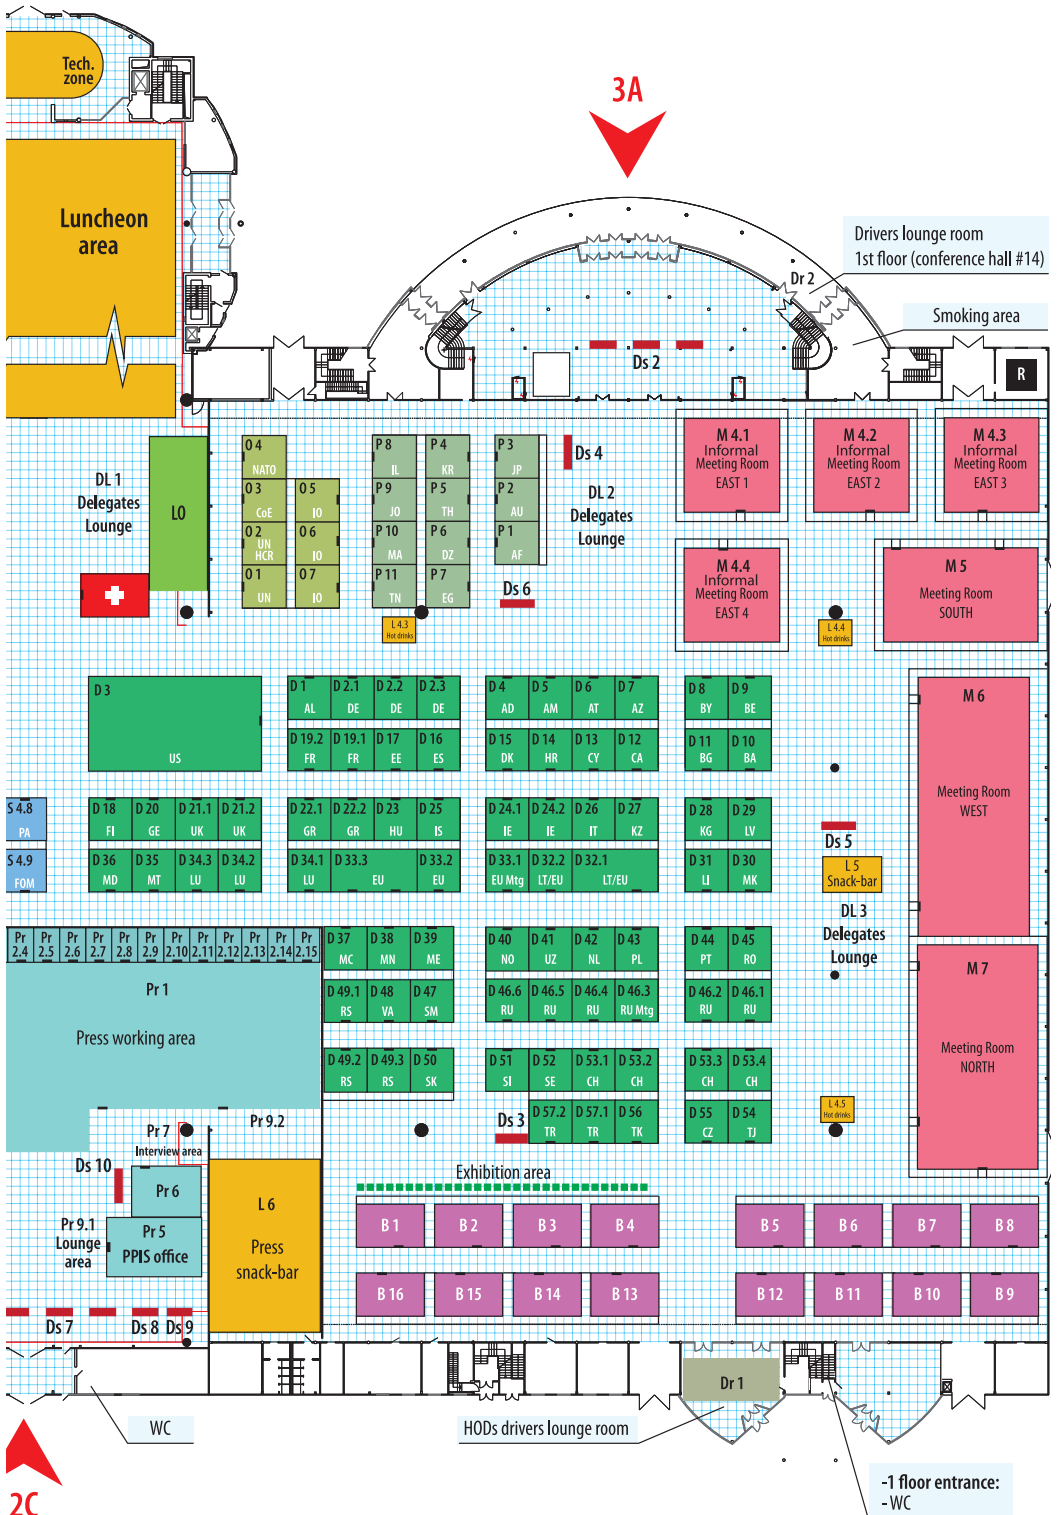 Tech.
zone
3A
Luncheon
area
Drivers lounge room
1st floor (conference hall #14)
Dr 2
Smoking area
Ds 2
R
DL 1
Delegates
Lounge
LO
O 4
NATO
O 3
CoE
O 5
IO
O 2
UN
HCR
O 6
IO
O 1
UN
O 7
IO
P 8
IL
P 4
KR
P 3
JP
P 9
JO
P 5
TH
P 2
AU
P 10
MA
P 6
DZ
P 1
AF
P 11
TN
P 7
EG
Ds 4
DL 2
Delegates
Lounge
Ds 6
L 4.3
Hot drinks
M 4.1
Informal
Meeting Room
EAST 1
M 4.2
Informal
Meeting Room
EAST 2
M 4.3
Informal
Meeting Room
EAST 3
M 4.4
Informal
Meeting Room
EAST 4
M 5
Meeting Room
SOUTH
L 4.4
Hot drinks
D 3
US
D 1
AL
D 2.1
DE
D 2.2
DE
D 2.3
DE
D 4
AD
D 5
AM
D 6
AT
D 7
AZ
D 8
BY
D 9
BE
D 19.2
FR
D 19.1
FR
D 17
EE
D 16
ES
D 15
DK
D 14
HR
D 13
CY
D 12
CA
D 11
BG
D 10
BA
M 6
Meeting Room
WEST
S 4.8
PA
D 18
FI
D 20
GE
D 21.1
UK
D 21.2
UK
D 22.1
GR
D 22.2
GR
D 23
HU
D 25
IS
D 24.1
IE
D 24.2
IE
D 26
IT
D 27
KZ
D 28
KG
D 29
LV
Ds 5
S 4.9
FOM
D 36
MD
D 35
MT
D 34.3
LU
D 34.2
LU
D 34.1
LU
D 33.3
EU
D 33.2
EU
D 33.1
EU Mtg
D 32.2
LT/EU
D 32.1
LT/EU
D 31
LI
D 30
MK
L 5
Snack-bar
DL 3
Delegates
Lounge
Pr
2.4
Pr
2.5
Pr
2.6
Pr
2.7
Pr
2.8
Pr
2.9
Pr
2.10
Pr
2.11
Pr
2.12
Pr
2.13
Pr
2.14
Pr
2.15
D 37
MC
D 38
MN
D 39
ME
D 40
NO
D 41
UZ
D 42
NL
D 43
PL
D 44
PT
D 45
RO
M 7
Meeting Room
NORTH
Pr 1
Press working area
D 49.1
RS
D 48
VA
D 47
SM
D 46.6
RU
D 46.5
RU
D 46.4
RU
D 46.3
RU Mtg
D 46.2
RU
D 46.1
RU
D 49.2
RS
D 49.3
RS
D 50
SK
D 51
SI
D 52
SE
D 53.1
CH
D 53.2
CH
D 53.3
CH
D 53.4
CH
L 4.5
Hot drinks
Pr 9.2
Pr 7
Interview area
Ds 3
D 57.2
TR
D 57.1
TR
D 56
TK
D 55
CZ
D 54
TJ
Ds 10
Pr 6
Exhibition area
Pr 9.1
Lounge
area
Pr 5
PPIS office
L 6
Press
snack-bar
B 1
B 2
B 3
B 4
B 5
B 6
B 7
B 8
B 16
B 15
B 14
B 13
B 12
B 11
B 10
B 9
Ds 7
Ds 8
Ds 9
Dr 1
WC
HODs drivers lounge room
2C
-1 floor entrance:
- WC